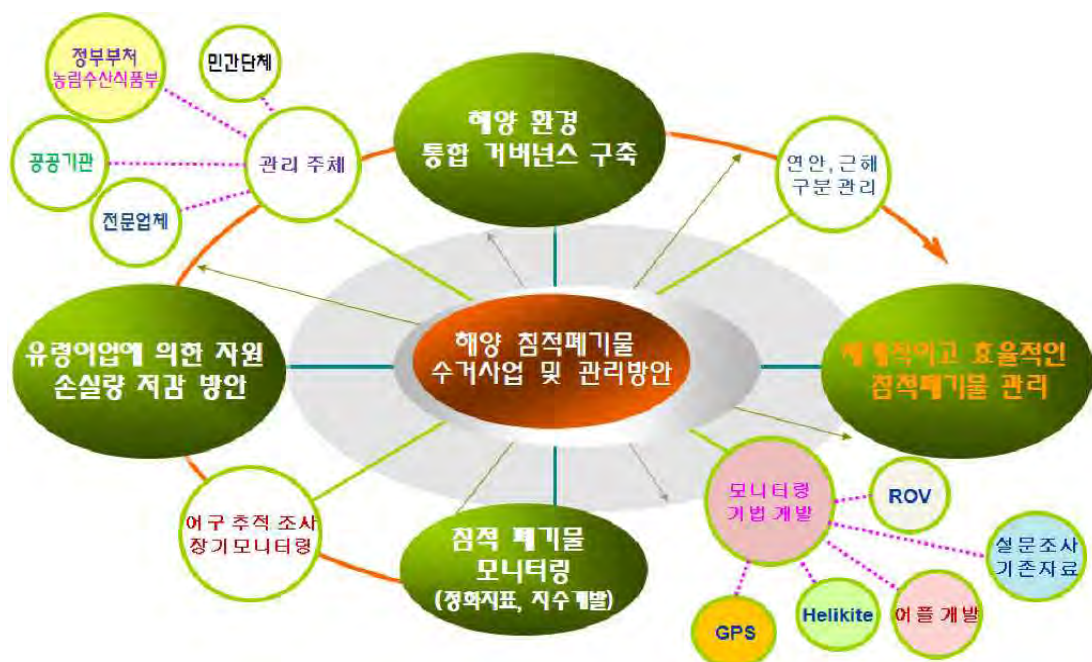 정부부처
농림수산식품부
민간단체
공공기관
전문업체
관리 주체
해양 환경
통합 거버넌스 구축
연안, 근해
구분 관리
유령어업에 의한 자원
손실량 저감 방안
해양 침적폐기물
수거사업 및 관리방안
체계적이고 효율적인
침적폐기물 관리
어구 추적 조사
장기모니터링
침적 폐기물
모니터링
(정화지표, 지수개발)
모니터링
기법 개발
ROV
설문조사
기존자료
어플 개발
Helikite
GPS